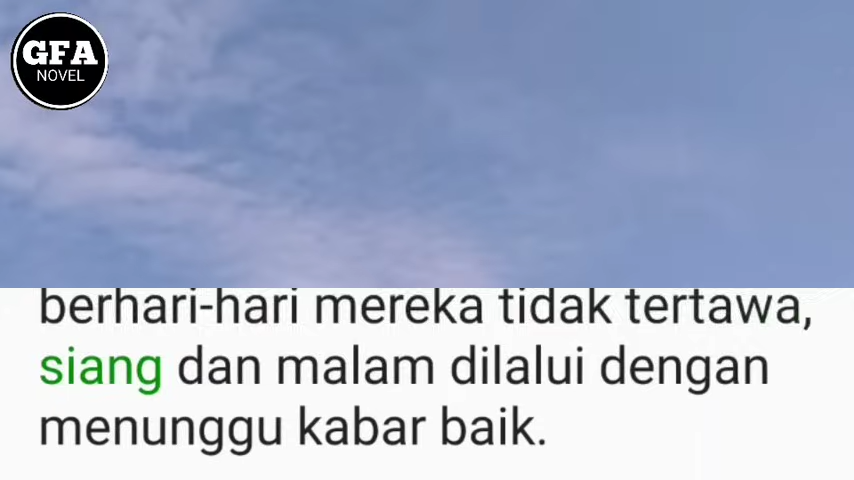 GFA
NOVEL
berhari-hari mereka tidak tertawa,
siang dan malam dilalui dengan
menunggu kabar baik.